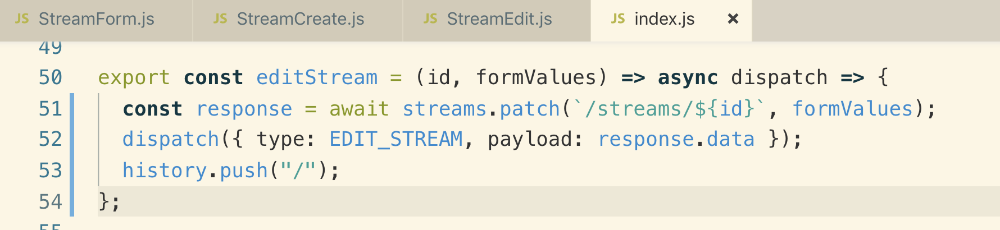 JS StreamForm.js JS StreamCreate.js JS StreamEdit.js JS index.js ×
49
50 export const editStream = (id, formValues) => async dispatch => {
51 const response = await streams.patch(`/streams/${id}`, formValues);
52 dispatch({ type: EDIT_STREAM, payload: response.data });
53 history.push("/");
54 };
55